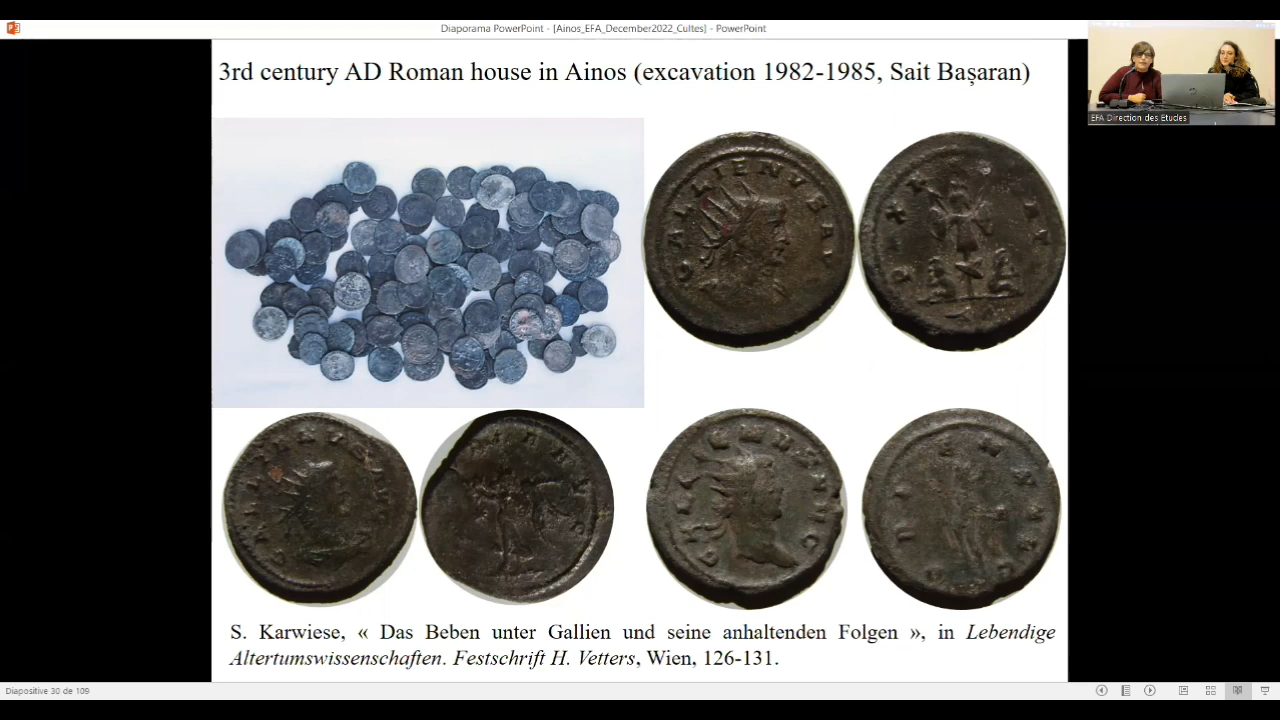 Diaporama PowerPoint - [Ainos_EFA_December2022_Cultes] - PowerPoint
3rd century AD Roman house in Ainos (excavation 1982-1985, Sait Başaran)
EFA Direction des Etudes
S. Karwiese, « Das Beben unter Gallien und seine anhaltenden Folgen », in Lebendige
Altertumswissenschaften. Festschrift H. Vetters, Wien, 126-131.
Diapositive 30 de 109